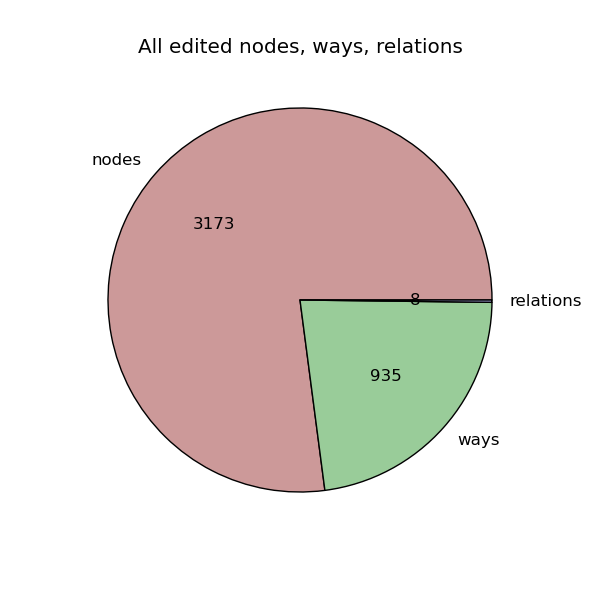 All edited nodes, ways, relations
nodes
3173
8
relations
935
ways